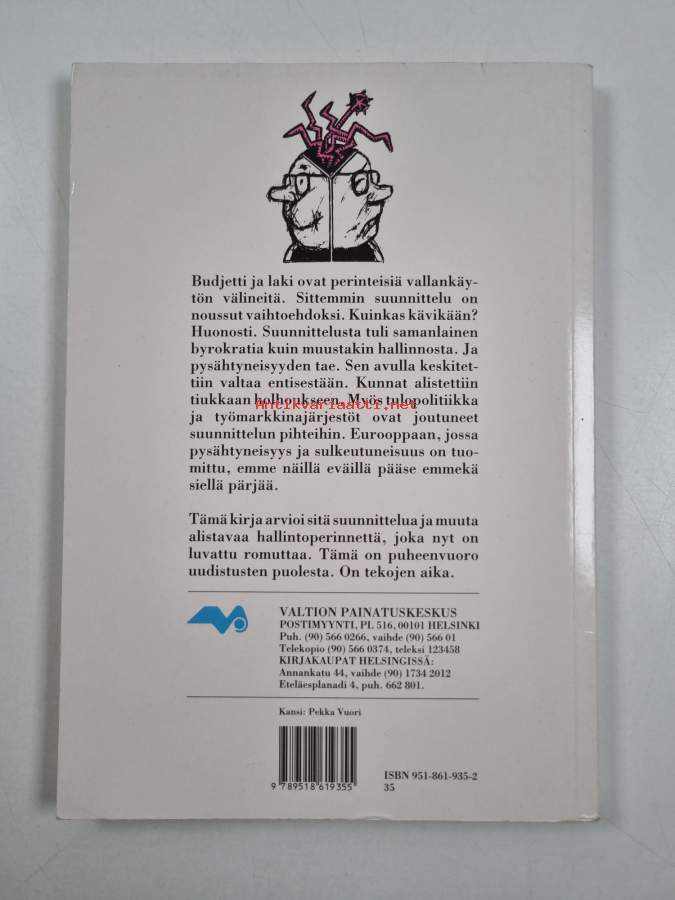 Budjetti ja laki ovat perinteisiä vallankäy-
tön välineitä. Sittemmin suunnittelu on
noussut vaihtoehdoksi. Kuinkas kävikään?
Huonosti. Suunnittelusta tuli samanlainen
byrokratia kuin muustakin hallinnosta. Ja
pysähtyneisyyden tae. Sen avulla keskitet-
tiin valtaa entisestään. Kunnat alistettiin
tiukkaan holhoukseen. Myös tulopolitiikka
Antikvariaatti.net
ja työmarkkinajärjestöt ovat joutuneet
suunnittelun pihteihin. Eurooppaan, jossa
pysähtyneisyys ja sulkeutuneisuus on tuo-
mittu, emme näillä eväillä pääse emmekä
siellä pärjää.
Tämä kirja arvioi sitä suunnittelua ja muuta
alistavaa hallintoperinnettä, joka nyt on
luvattu romuttaa. Tämä on puheenvuoro
uudistusten puolesta. On tekojen aika.
VALTION PAINATUSKESKUS
POSTIMYYNTI, PL 516, 00101 HELSINKI
Puh. (90) 566 0266, vaihde (90) 566 01
Telekopio (90) 566 0374, teleksi 123458
KIRJAKAUPAT HELSINGISSÄ:
Annankatu 44, vaihde (90) 1734 2012
Eteläesplanadi 4, puh. 662 801.
Kansi: Pekka Vuori
ISBN 951-861-935-2
35
9 789518 619355